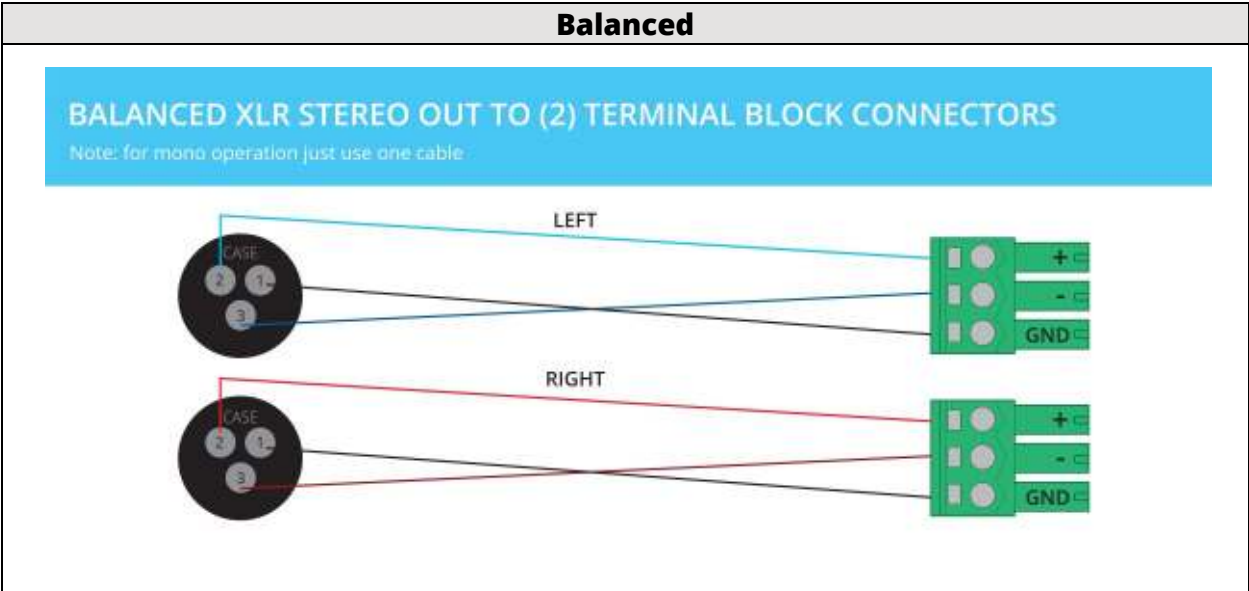 Balanced
BALANCED XLR STEREO OUT TO (2) TERMINAL BLOCK CONNECTORS
Note: for mono operation just use one cable
LEFT
CASE
2 1
3
+
-
GND
RIGHT
CASE
2 1
3
+
-
GND